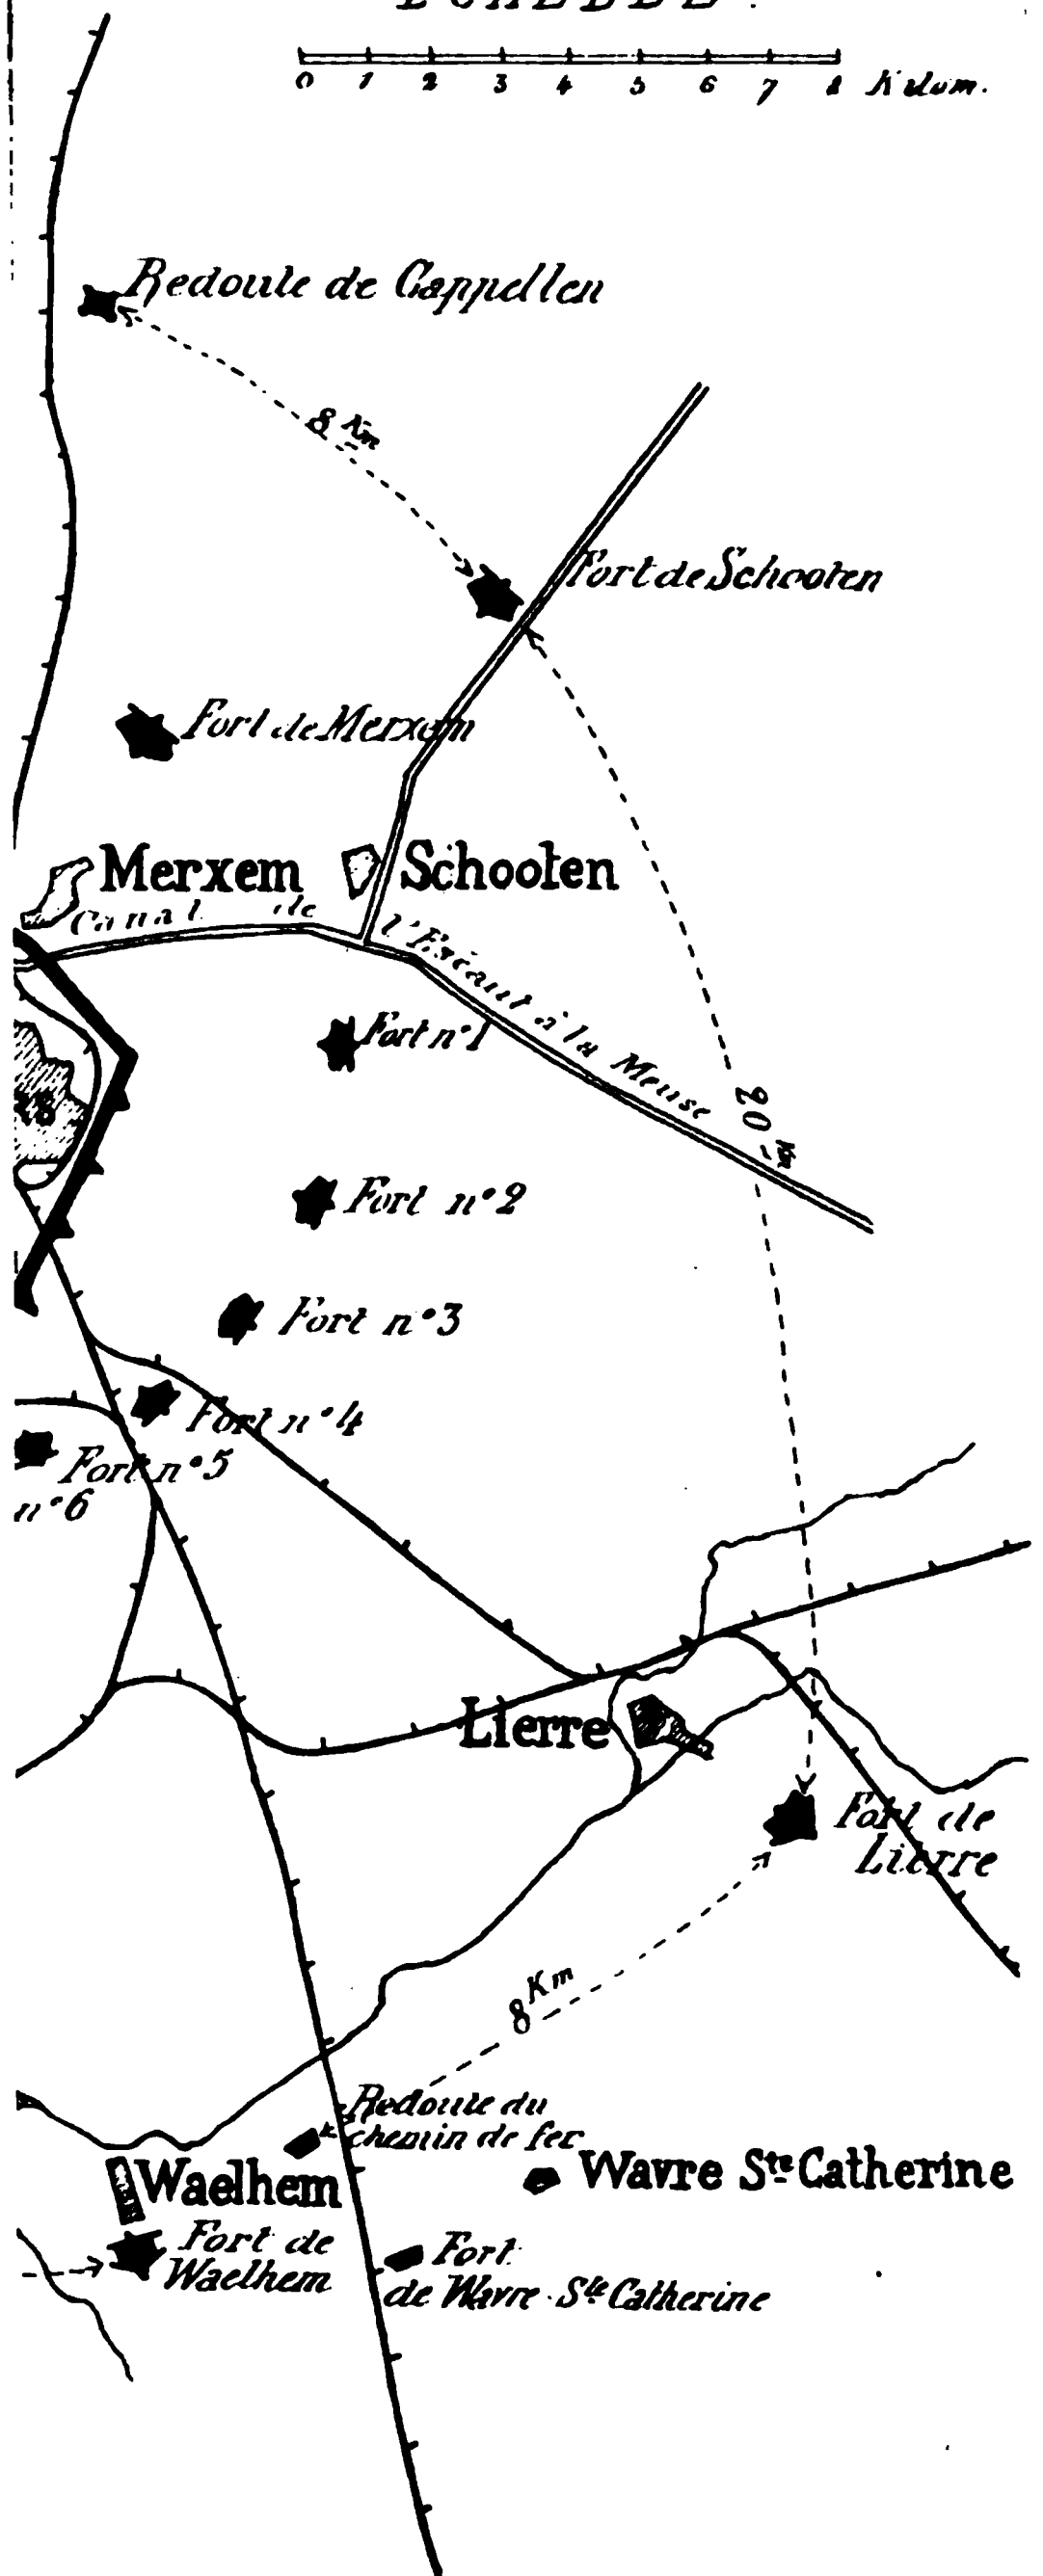 0 1 2 3 4 5 6 7 8 Kilom.
Redoute de Cappellen
8 Km
Fort de Schooten
Fort de Merxem
Merxem
Schooten
Canal de l'Escaut à la Meuse
Fort n°1
20 Km
Fort n°2
Fort n°3
Fort n°4
Fort n°5
n°6
Lierre
Fort de
Lierre
8 Km
Redoute du
chemin de fer
Waelhem
Wavre Ste Catherine
Fort de
Waelhem
Fort
de Wavre Ste Catherine